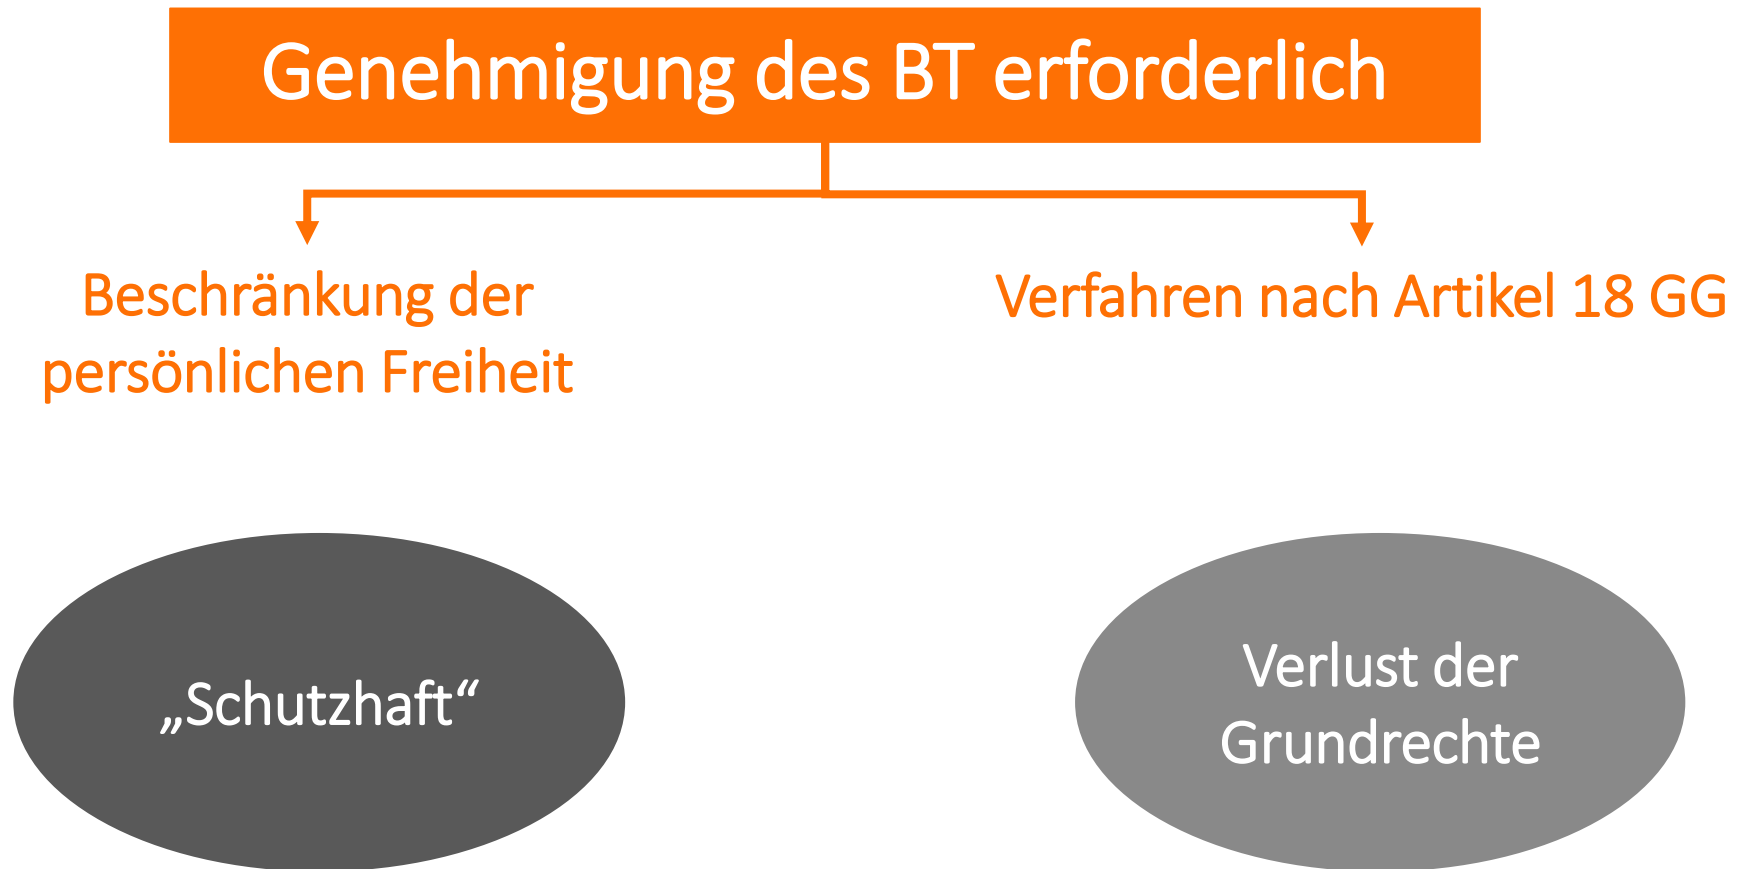 Genehmigung des BT erforderlich
Beschränkung der
persönlichen Freiheit
Verfahren nach Artikel 18 GG
„Schutzhaft“
Verlust der
Grundrechte